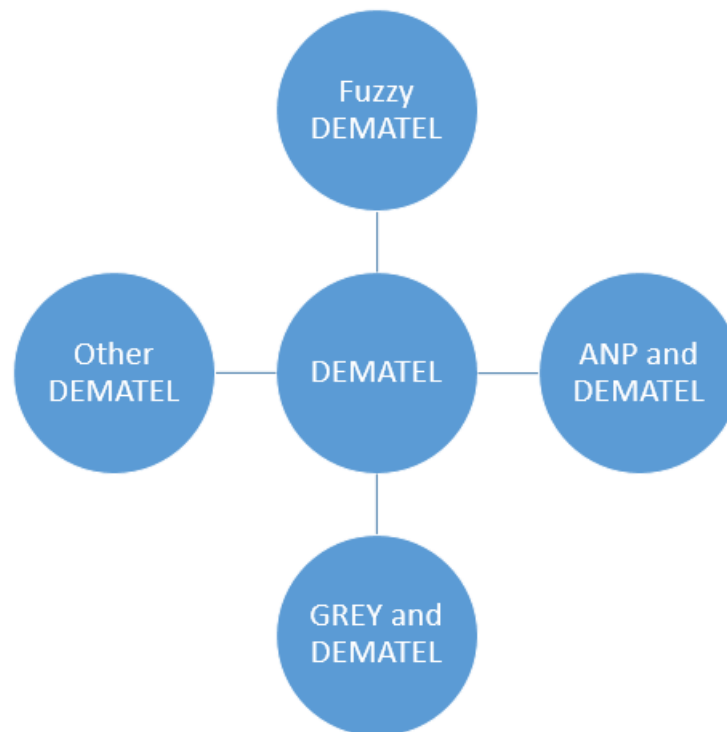 Fuzzy
DEMATEL
Other
DEMATEL
DEMATEL
ANP and
DEMATEL
GREY and
DEMATEL